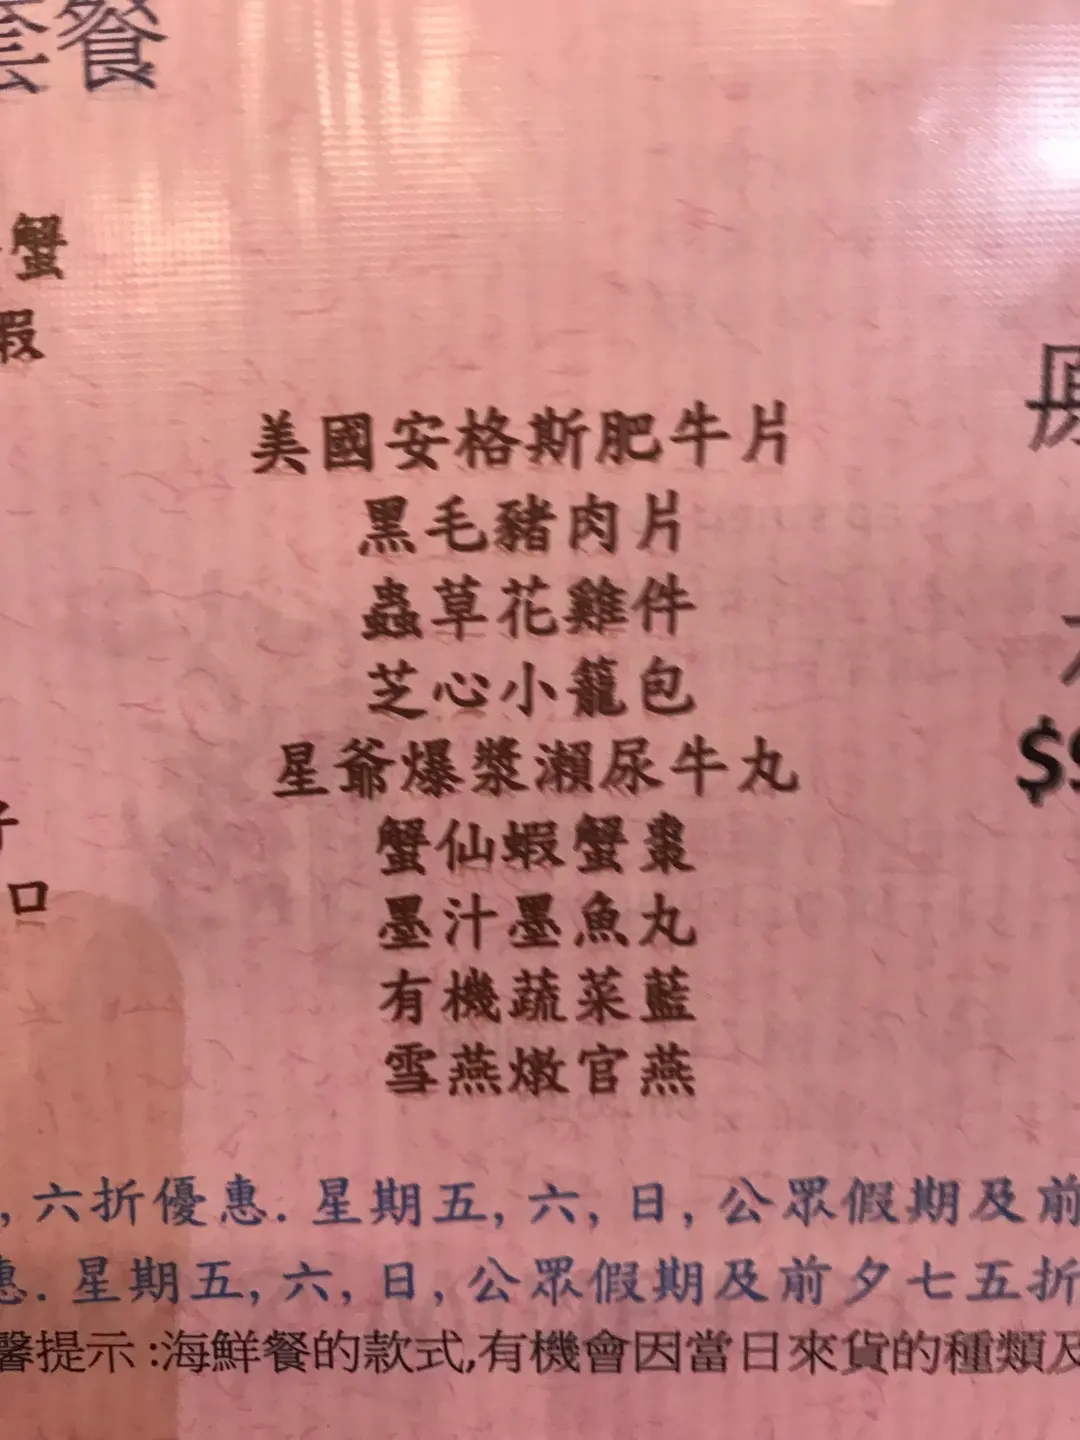 套餐
蟹
蝦
美國安格斯肥牛片
黑毛豬肉片
蟲草花雞件
芝心小籠包
星爺爆漿瀨尿牛丸
蟹仙蝦蟹棗
墨汁墨魚丸
有機蔬菜藍
雪燕燉官燕
口
$9
, 六折優惠. 星期五, 六, 日, 公眾假期及前
惠. 星期五, 六, 日, 公眾假期及前夕七五折
馨提示:海鮮餐的款式,有機會因當日來貨的種類及